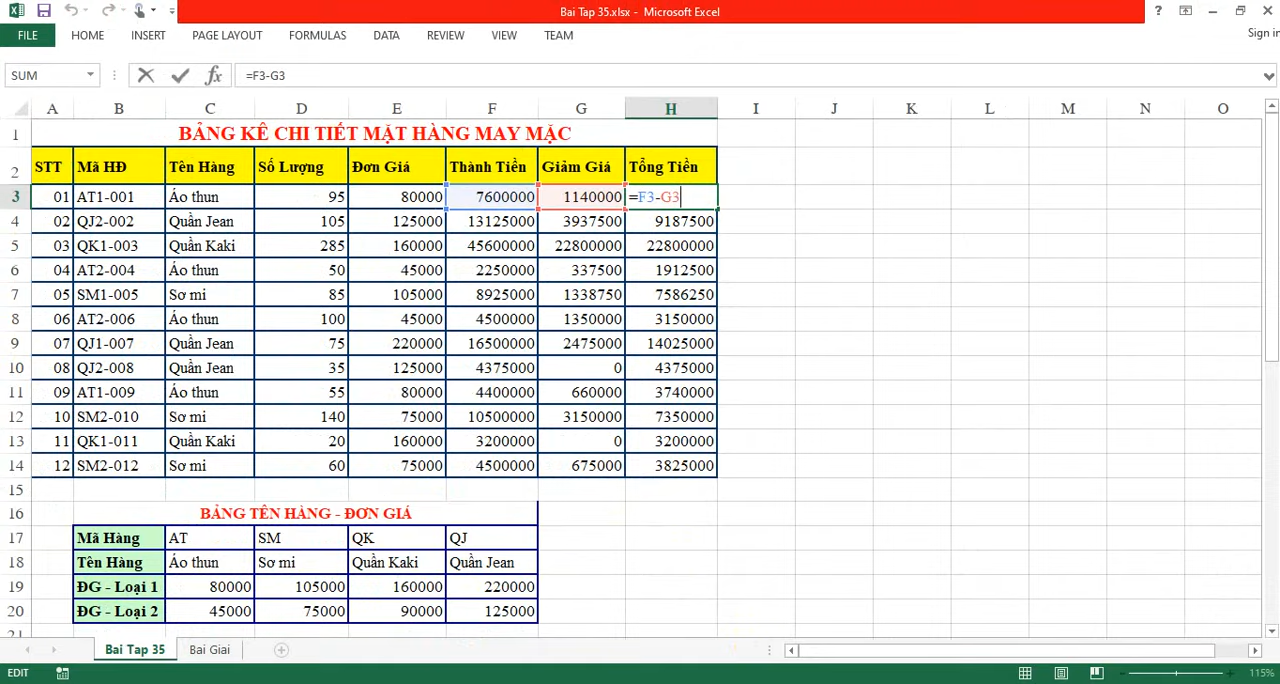 Bai Tap 35.xlsx - Microsoft Excel
?
FILE HOME INSERT PAGE LAYOUT FORMULAS DATA REVIEW VIEW TEAM Sign in
SUM fx =F3-G3
A B C D E F G H I J K L M N O
1 BẢNG KÊ CHI TIẾT MẶT HÀNG MAY MẶC
2 STT Mã HĐ Tên Hàng Số Lượng Đơn Giá Thành Tiền Giảm Giá Tổng Tiền
3 01 AT1-001 Áo thun 95 80000 7600000 1140000 =F3-G3
4 02 QJ2-002 Quần Jean 105 125000 13125000 3937500 9187500
5 03 QK1-003 Quần Kaki 285 160000 45600000 22800000 22800000
6 04 AT2-004 Áo thun 50 45000 2250000 337500 1912500
7 05 SM1-005 Sơ mi 85 105000 8925000 1338750 7586250
8 06 AT2-006 Áo thun 100 45000 4500000 1350000 3150000
9 07 QJ1-007 Quần Jean 75 220000 16500000 2475000 14025000
10 08 QJ2-008 Quần Jean 35 125000 4375000 0 4375000
11 09 AT1-009 Áo thun 55 80000 4400000 660000 3740000
12 10 SM2-010 Sơ mi 140 75000 10500000 3150000 7350000
13 11 QK1-011 Quần Kaki 20 160000 3200000 0 3200000
14 12 SM2-012 Sơ mi 60 75000 4500000 675000 3825000
15
16 BẢNG TÊN HÀNG - ĐƠN GIÁ
17 Mã Hàng AT SM QK QJ
18 Tên Hàng Áo thun Sơ mi Quần Kaki Quần Jean
19 ĐG - Loại 1 80000 105000 160000 220000
20 ĐG - Loại 2 45000 75000 90000 125000
21
Bai Tap 35 Bai Giai
EDIT 115%